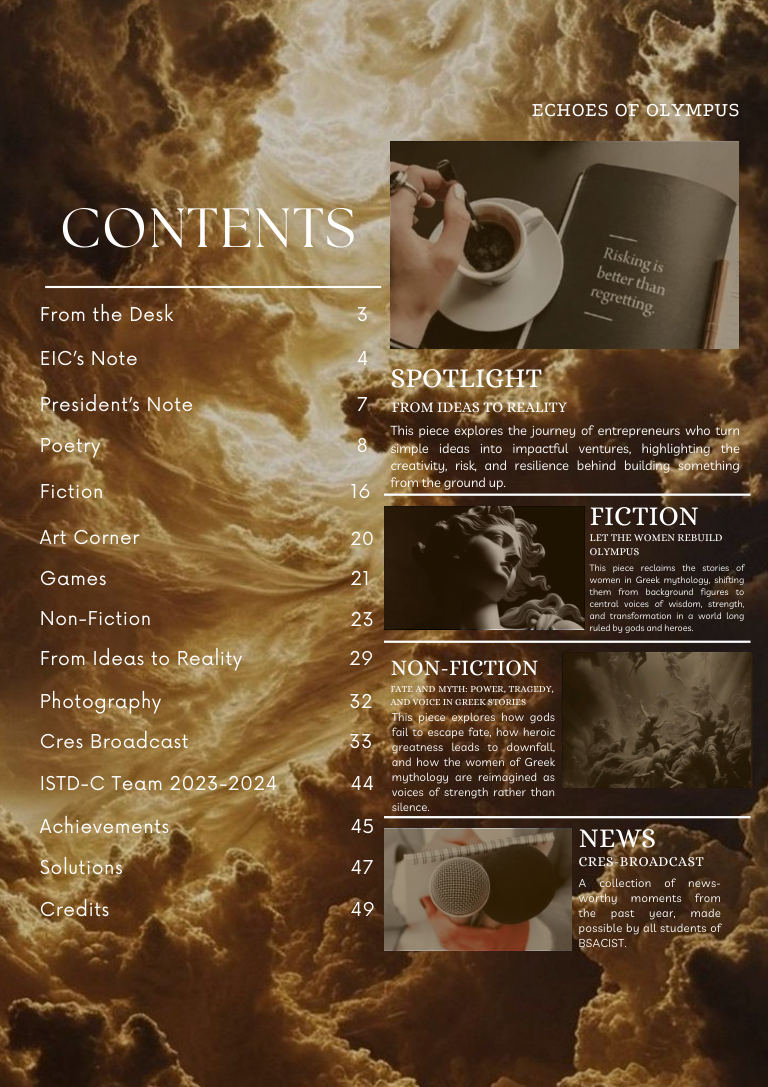 ECHOES OF OLYMPUS
CONTENTS
From the Desk 3
EIC's Note 4
President's Note 7
Poetry 8
Fiction 16
Art Corner 20
Games 21
Non-Fiction 23
From Ideas to Reality 29
Photography 32
Cres Broadcast 33
ISTD-C Team 2023-2024 44
Achievements 45
Solutions 47
Credits 49
Risking is
better than
regretting.
SPOTLIGHT
FROM IDEAS TO REALITY
This piece explores the journey of entrepreneurs who turn
simple ideas into impactful ventures, highlighting the
creativity, risk, and resilience behind building something
from the ground up.
FICTION
LET THE WOMEN REBUILD
OLYMPUS
This piece reclaims the stories of
women in Greek mythology, shifting
them from background figures to
central voices of wisdom, strength,
and transformation in a world long
ruled by gods and heroes.
NON-FICTION
FATE AND MYTH: POWER, TRAGEDY,
AND VOICE IN GREEK STORIES
This piece explores how gods
fail to escape fate, how heroic
greatness leads to downfall,
and how the women of Greek
mythology are reimagined as
voices of strength rather than
silence.
NEWS
CRES-BROADCAST
A collection of news-
worthy moments from
the past year, made
possible by all students of
BSACIST.